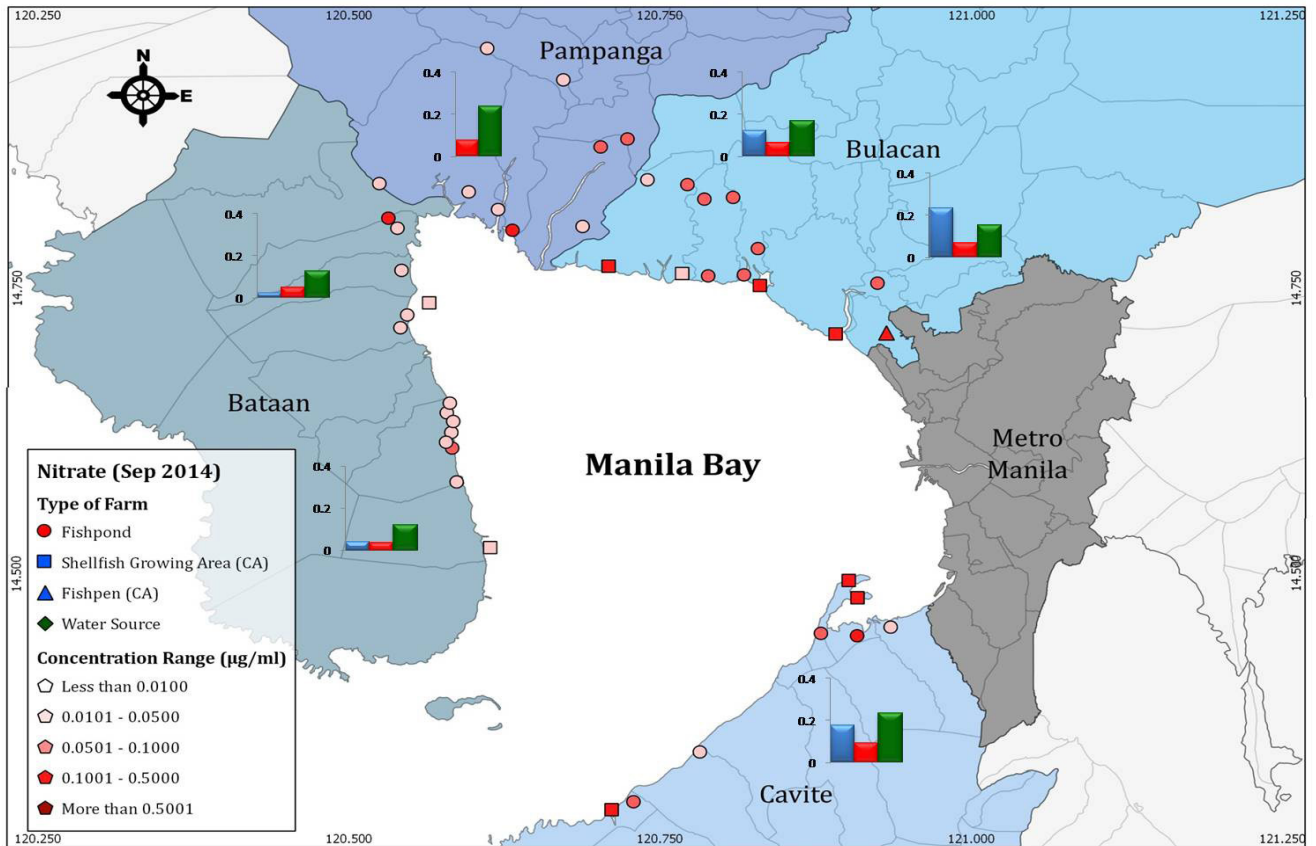 120.250
120.500
120.750
121.000
121.250
N
E
Pampanga
0.4
0.2
0
0.4
0.2
0
Bulacan
0.4
0.2
0
0.4
0.2
0
14.750
14.750
Bataan
Manila Bay
Metro
Manila
0.4
0.2
0
Nitrate (Sep 2014)
Type of Farm
Fishpond
Shellfish Growing Area (CA)
Fishpen (CA)
Water Source
Concentration Range (µg/ml)
Less than 0.0100
0.0101 - 0.0500
0.0501 - 0.1000
0.1001 - 0.5000
More than 0.5001
14.500
14.500
0.4
0.2
0
Cavite
120.250
120.500
120.750
121.000
121.250